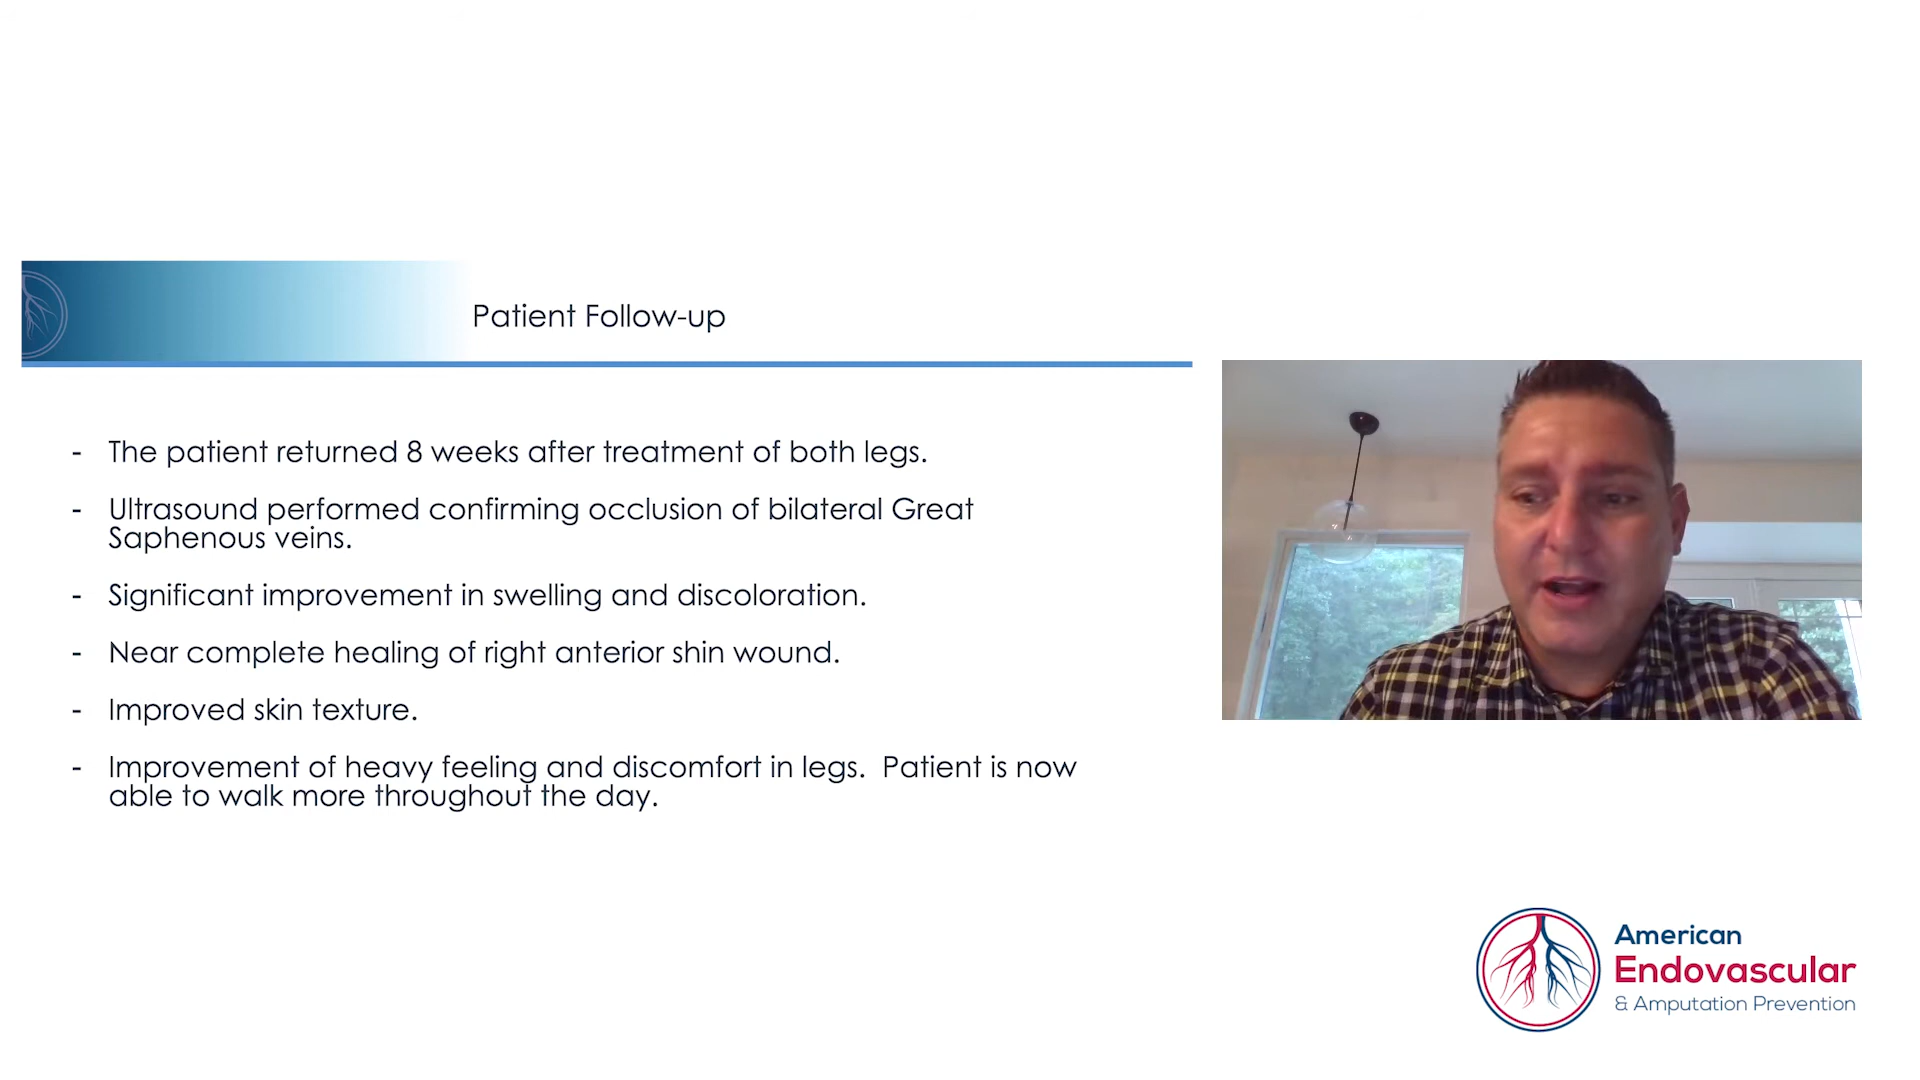 Patient Follow-up
- The patient returned 8 weeks after treatment of both legs.
- Ultrasound performed confirming occlusion of bilateral Great
Saphenous veins.
- Significant improvement in swelling and discoloration.
- Near complete healing of right anterior shin wound.
- Improved skin texture.
- Improvement of heavy feeling and discomfort in legs.  Patient is now
able to walk more throughout the day.
American
Endovascular
& Amputation Prevention